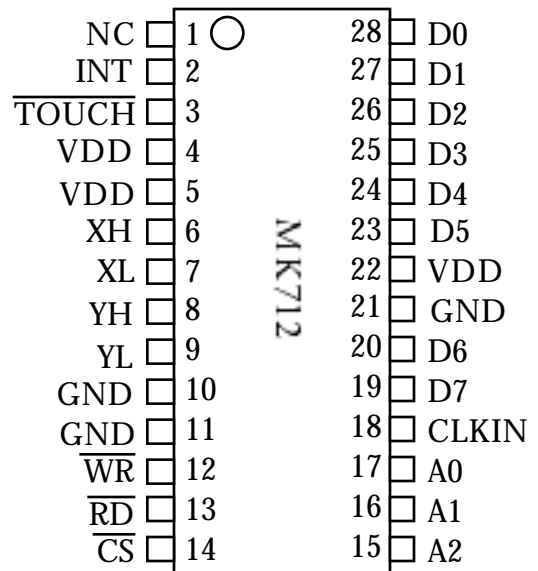 NC 1 28 D0
INT 2 27 D1
TOUCH 3 26 D2
VDD 4 25 D3
VDD 5 24 D4
XH 6 23 D5
XL 7 22 VDD
YH 8 21 GND
YL 9 20 D6
GND 10 19 D7
GND 11 18 CLKIN
WR 12 17 A0
RD 13 16 A1
CS 14 15 A2
MK712